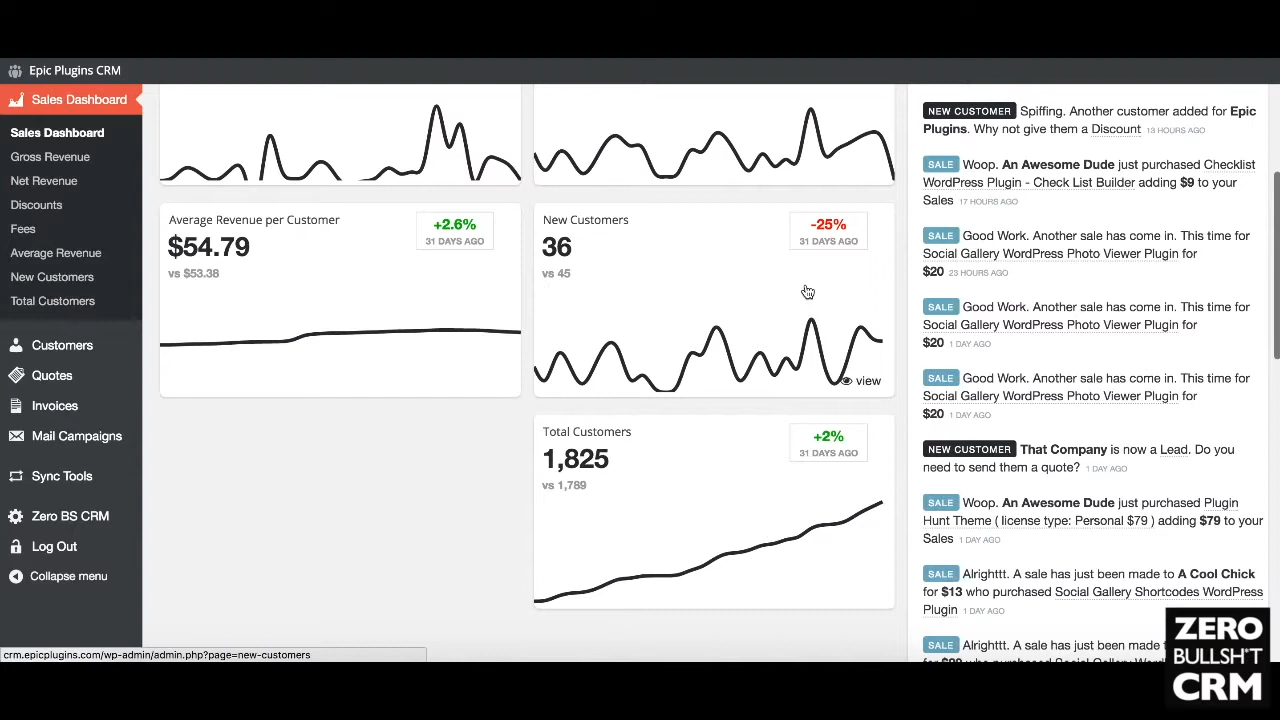 Epic Plugins CRM
Sales Dashboard
Sales Dashboard
Gross Revenue
Net Revenue
Discounts
Fees
Average Revenue
New Customers
Total Customers
Customers
Quotes
Invoices
Mail Campaigns
Sync Tools
Zero BS CRM
Log Out
Collapse menu
Average Revenue per Customer
$54.79
vs $53.38
+2.6%
31 DAYS AGO
New Customers
36
vs 45
-25%
31 DAYS AGO
view
Total Customers
1,825
vs 1,789
+2%
31 DAYS AGO
NEW CUSTOMER Spiffing. Another customer added for Epic
Plugins. Why not give them a Discount 13 HOURS AGO
SALE Woop. An Awesome Dude just purchased Checklist
WordPress Plugin - Check List Builder adding $9 to your
Sales 17 HOURS AGO
SALE Good Work. Another sale has come in. This time for
Social Gallery WordPress Photo Viewer Plugin for
$20 23 HOURS AGO
SALE Good Work. Another sale has come in. This time for
Social Gallery WordPress Photo Viewer Plugin for
$20 1 DAY AGO
SALE Good Work. Another sale has come in. This time for
Social Gallery WordPress Photo Viewer Plugin for
$20 1 DAY AGO
NEW CUSTOMER That Company is now a Lead. Do you
need to send them a quote? 1 DAY AGO
SALE Woop. An Awesome Dude just purchased Plugin
Hunt Theme ( license type: Personal $79 ) adding $79 to your
Sales 1 DAY AGO
SALE Alrighttt. A sale has just been made to A Cool Chick
for $13 who purchased Social Gallery Shortcodes WordPress
Plugin 1 DAY AGO
SALE Alrighttt. A sale has just been made
crm.epicplugins.com/wp-admin/admin.php?page=new-customers
ZERO
BULLSH*T
CRM